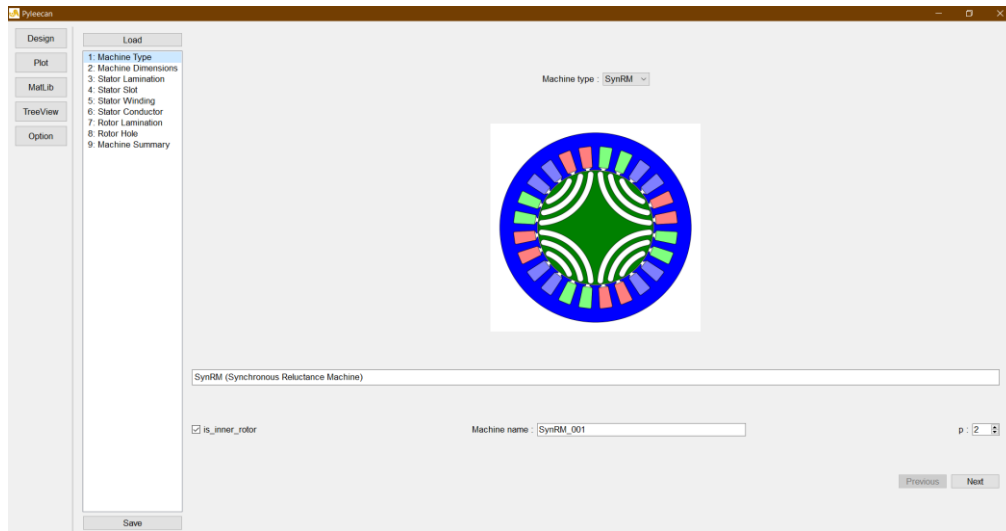 Pyleecan
Design
Plot
MatLib
TreeView
Option
Load
1: Machine Type
2: Machine Dimensions
3: Stator Lamination
4: Stator Slot
5: Stator Winding
6: Stator Conductor
7: Rotor Lamination
8: Rotor Hole
9: Machine Summary
Save
Machine type : SynRM
SynRM (Synchronous Reluctance Machine)
is_inner_rotor
Machine name : SynRM_001
p : 2
Previous
Next